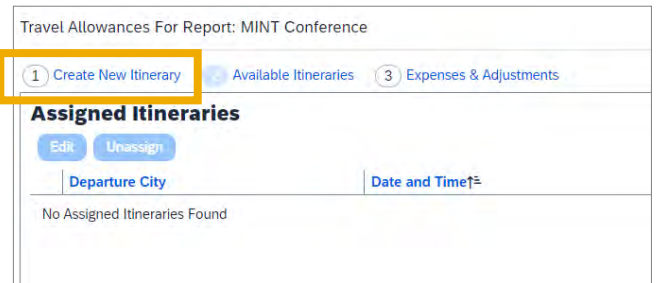 Travel Allowances For Report: MINT Conference
1 Create New Itinerary Available Itineraries 3 Expenses & Adjustments
Assigned Itineraries
Edit Unassign
Departure City Date and Time
No Assigned Itineraries Found